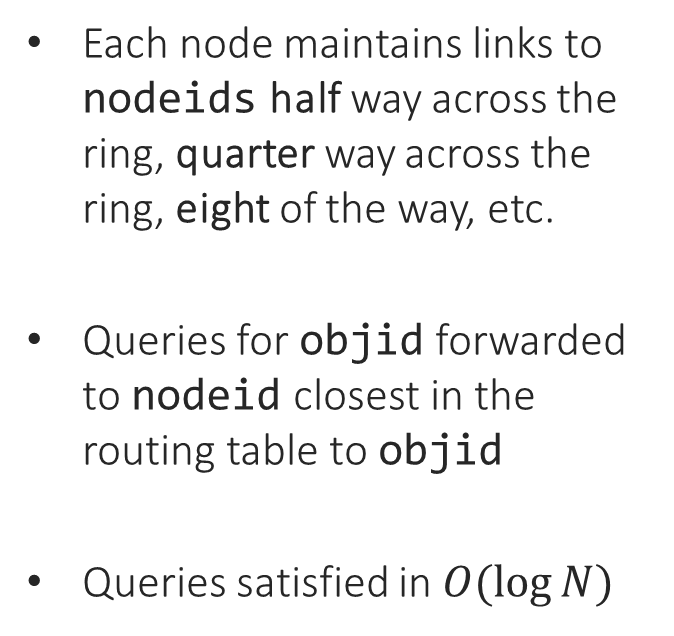 • Each node maintains links to
nodeids half way across the
ring, quarter way across the
ring, eight of the way, etc.
• Queries for objid forwarded
to nodeid closest in the
routing table to objid
• Queries satisfied in O(log N)